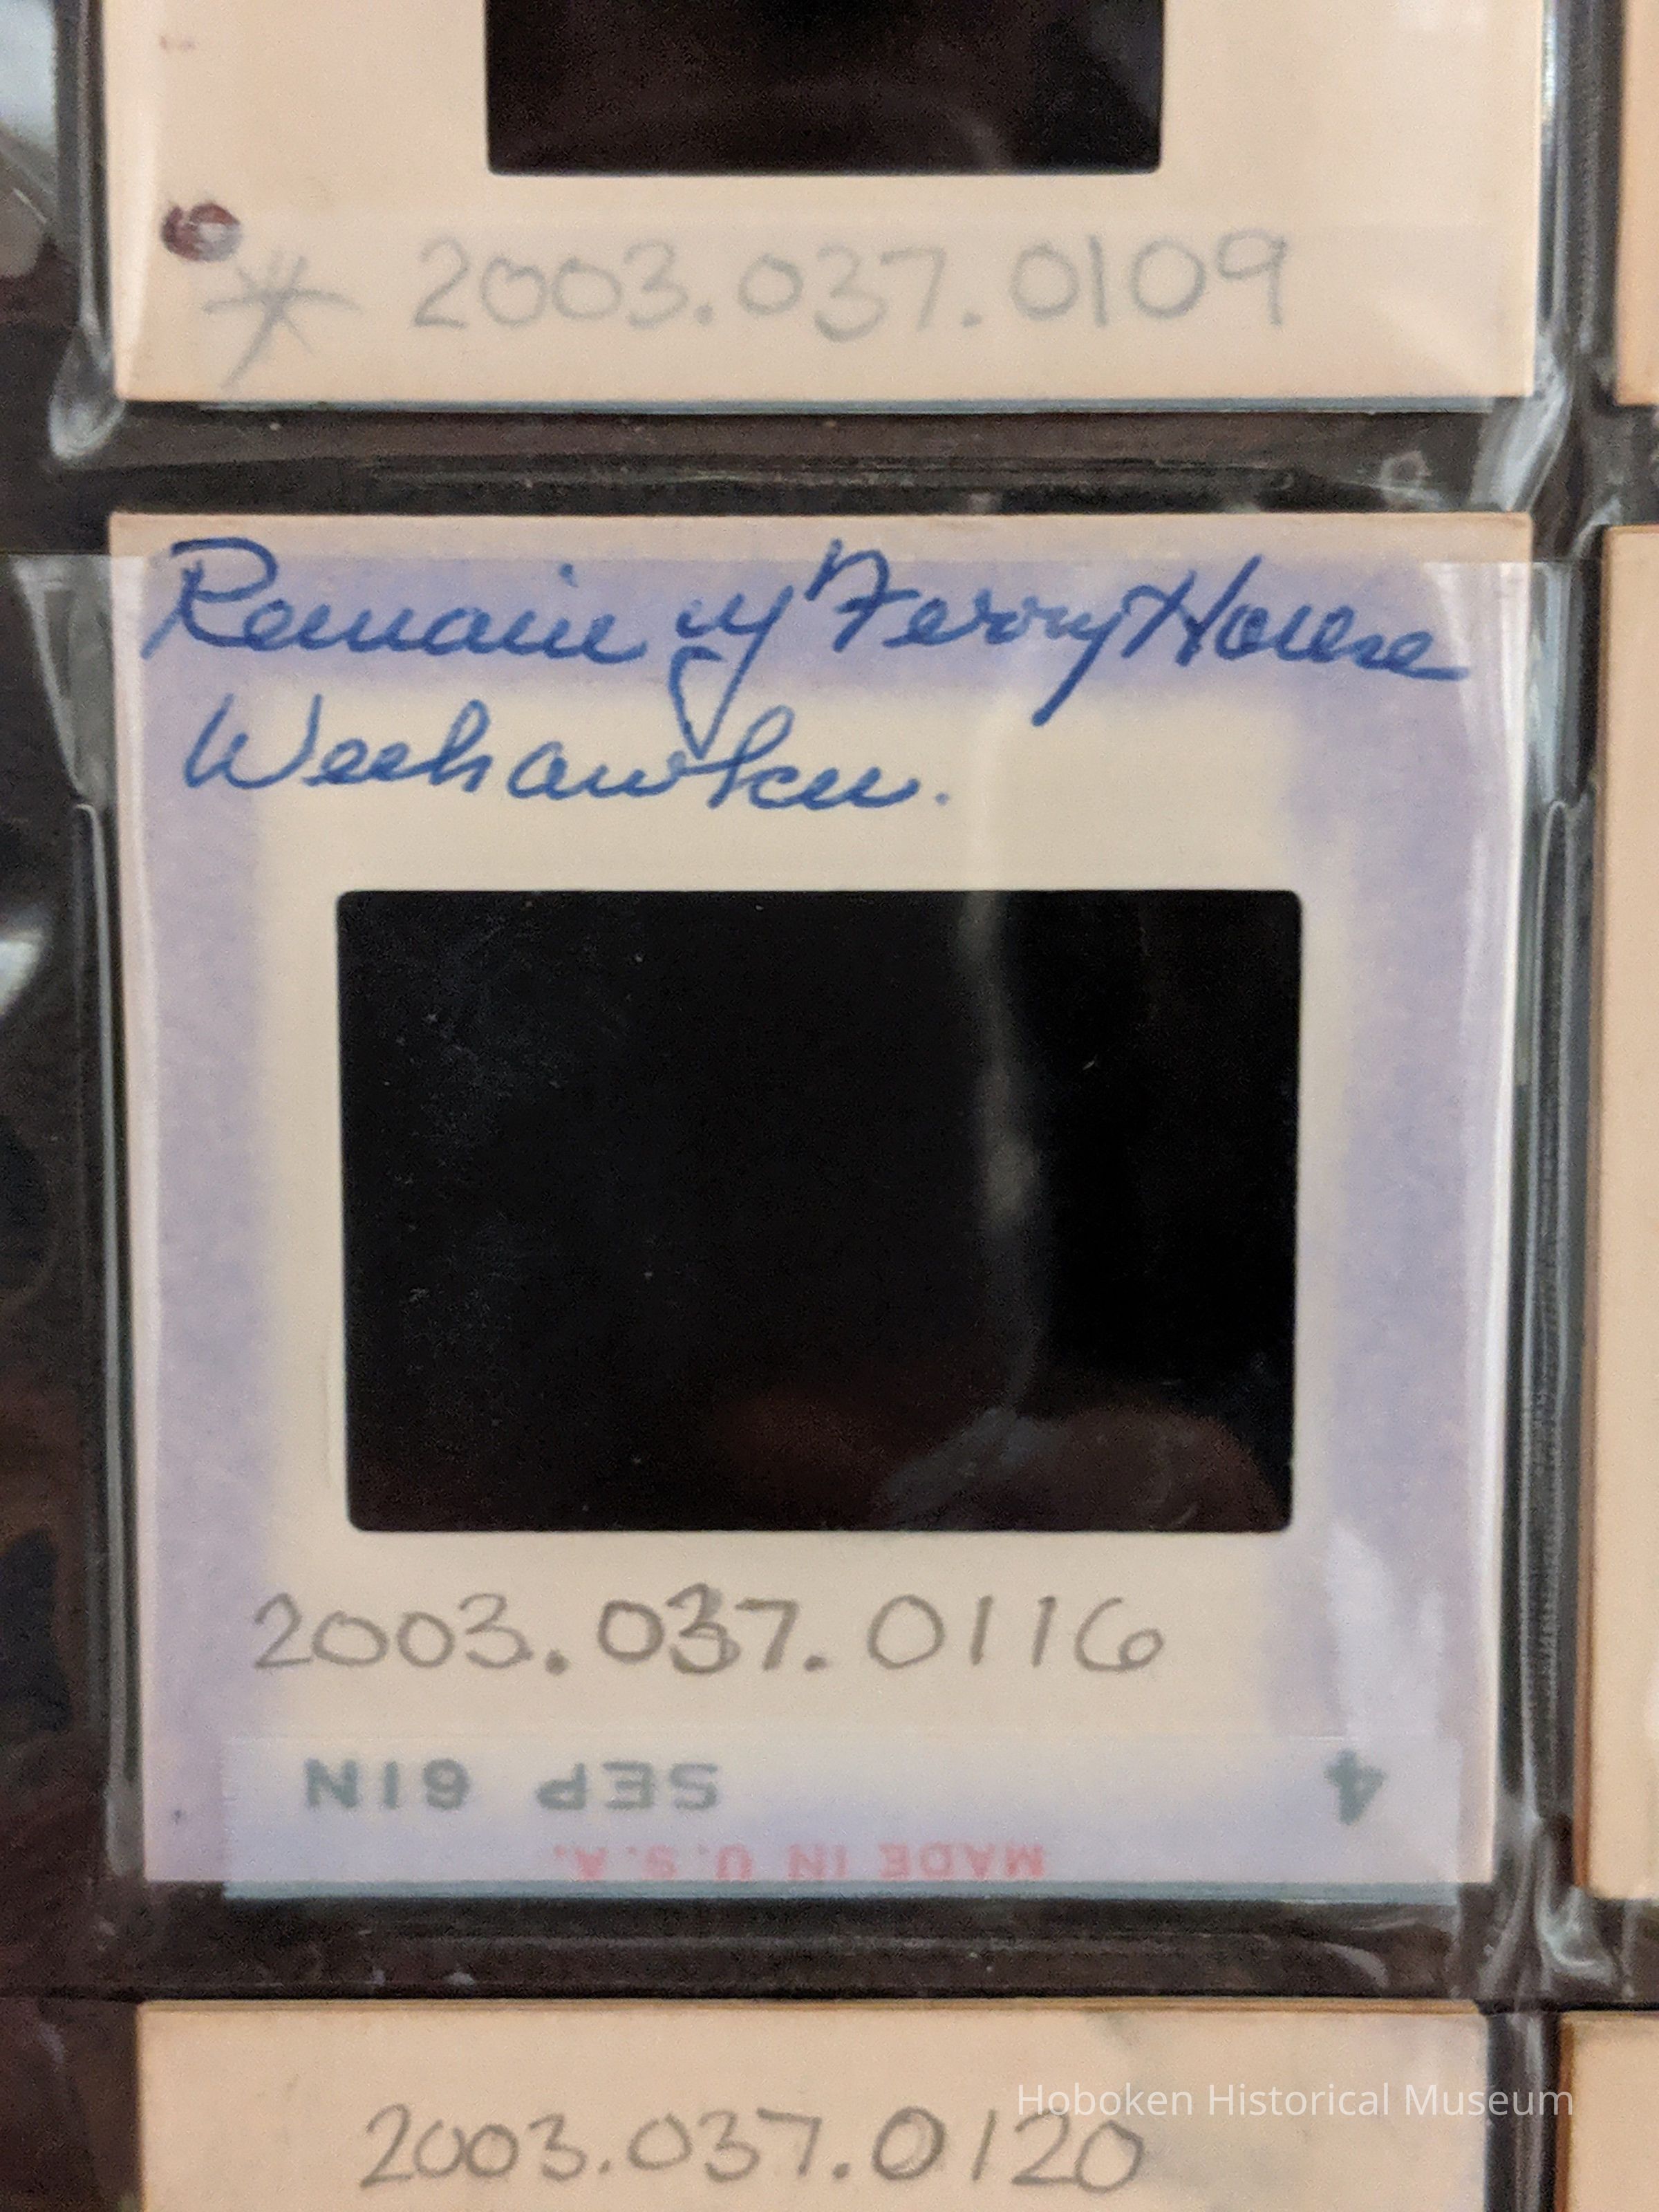 * 2003.037.0109
Remain of Ferry House
Weehawken.
2003.037.0116
SEP 61N 4
MADE IN U.S.A.
Hoboken Historical Museum
2003.037.0120